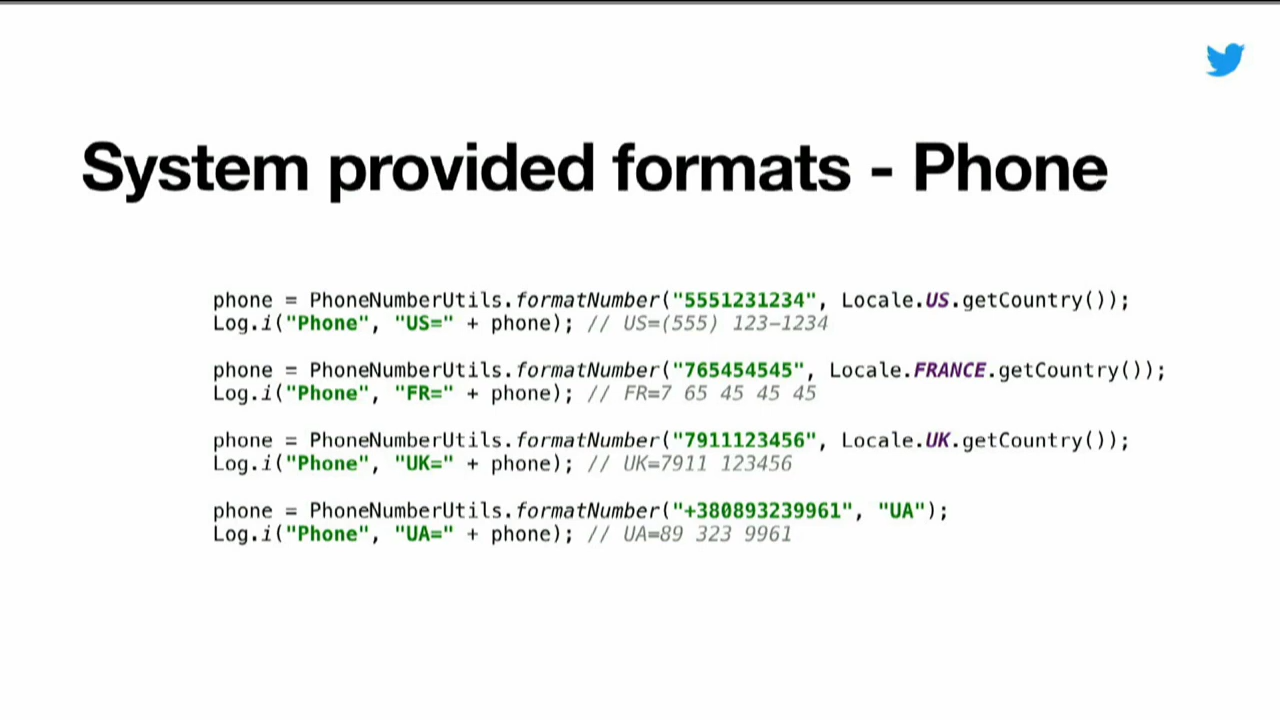 System provided formats - Phone
phone = PhoneNumberUtils.formatNumber("5551231234", Locale.US.getCountry());
Log.i("Phone", "US=" + phone); // US=(555) 123-1234
phone = PhoneNumberUtils.formatNumber("765454545", Locale.FRANCE.getCountry());
Log.i("Phone", "FR=" + phone); // FR=7 65 45 45 45
phone = PhoneNumberUtils.formatNumber("7911123456", Locale.UK.getCountry());
Log.i("Phone", "UK=" + phone); // UK=7911 123456
phone = PhoneNumberUtils.formatNumber("+380893239961", "UA");
Log.i("Phone", "UA=" + phone); // UA=89 323 9961